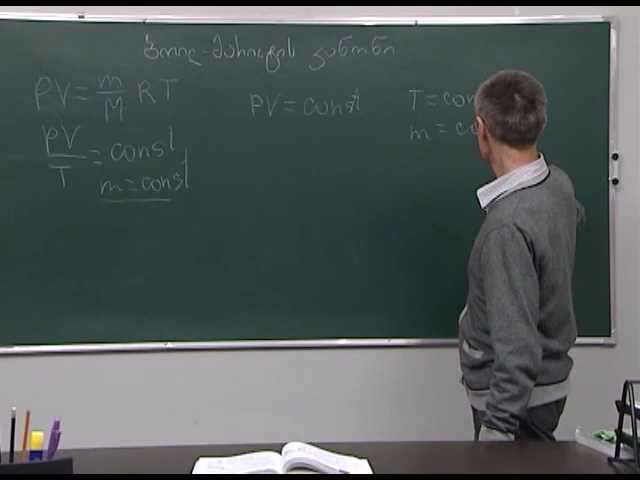 ბოილ-მარიოტის კანონი
PV = m/M RT
PV/T = const
m = const
PV = const
T = con
m = co